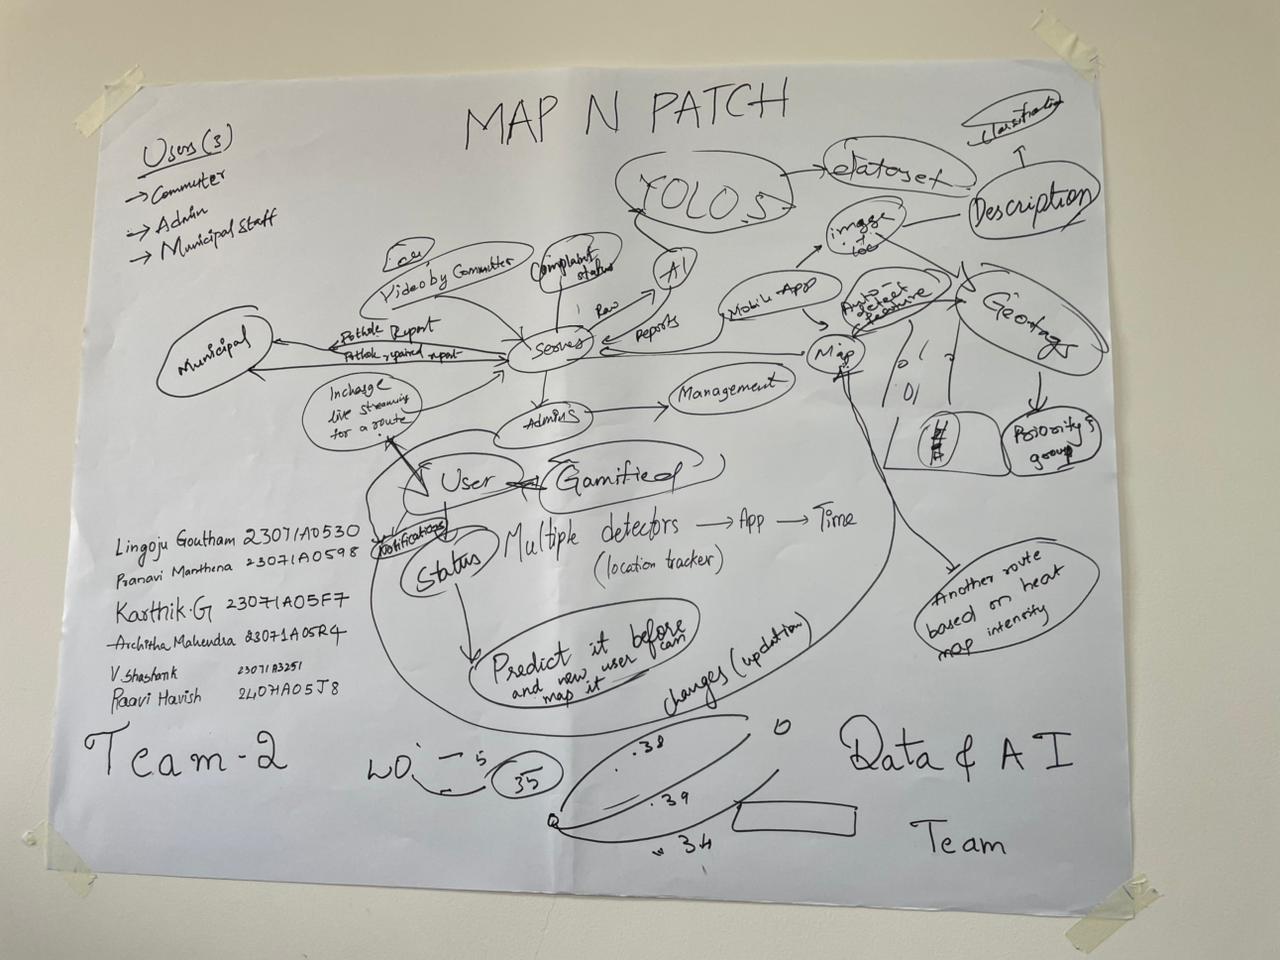 MAP N PATCH
Users (3)
→ Commuter
→ Admin
→ Municipal Staff
Classification
Description
YOLO S
dataset
image
+
loc
Video by Committer
Complaint
status
AI
Raw
Reports
Mobile-App
Auto-
detect
feature
Geotags
Municipal
Pothole Report
Pothole repaired report
Server
Map
Incharge
live streaming
for a route
Admins
Management
Priority
group
User
Gamified
Notifications
Status
Multiple detectors → App → Time
(location tracker)
Another route
based on heat
map intensity
Predict it before
and new user can
map it
changes (updation)
Lingoju Goutham 23071A0530
Pranavi Manthena 23071A0598
Karthik.G 23071A05F7
Architha Mahendra 23071A05R4
V Shashank 23071A3251
Raavi Havish 24071A05J8
Team-2
5
35
.38
.39
34
Data & AI
Team